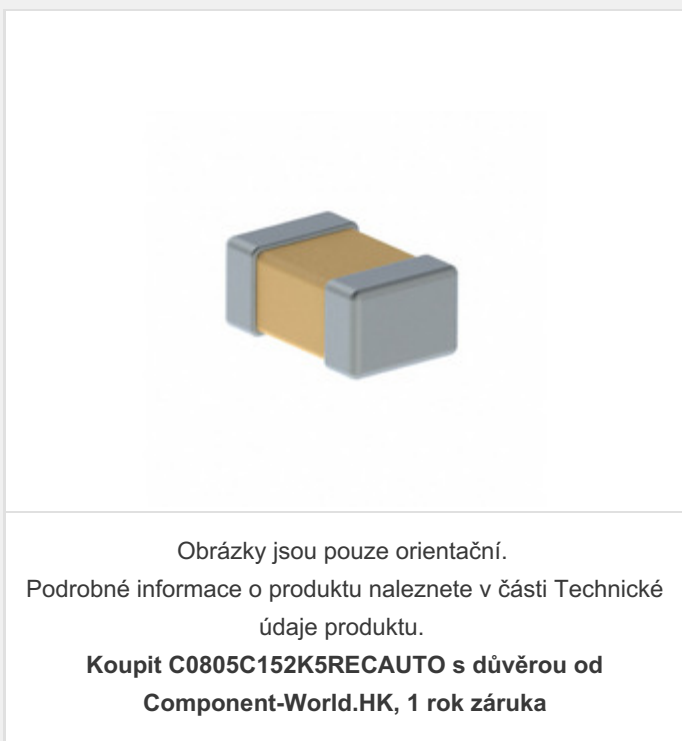 Obrázky jsou pouze orientační.
Podrobné informace o produktu naleznete v části Technické
údaje produktu.
Koupit C0805C152K5RECAUTO s důvěrou od
Component-World.HK, 1 rok záruka